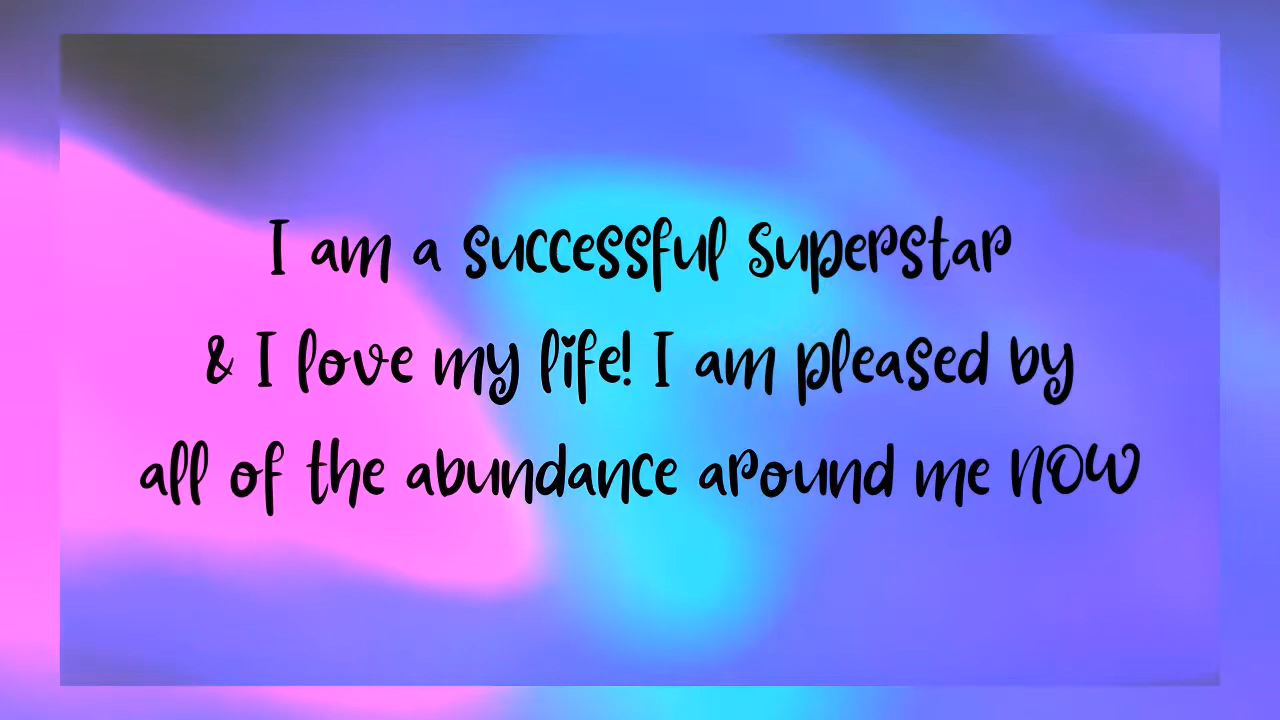 I am a successful superstar
& I love my life! I am pleased by
all of the abundance around me NOW